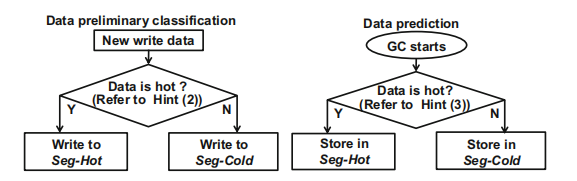 Data preliminary classification
New write data
Data is hot ?
(Refer to Hint (2))
Y
N
Write to
Seg-Hot
Write to
Seg-Cold
Data prediction
GC starts
Data is hot?
(Refer to Hint (3))
Y
N
Store in
Seg-Hot
Store in
Seg-Cold